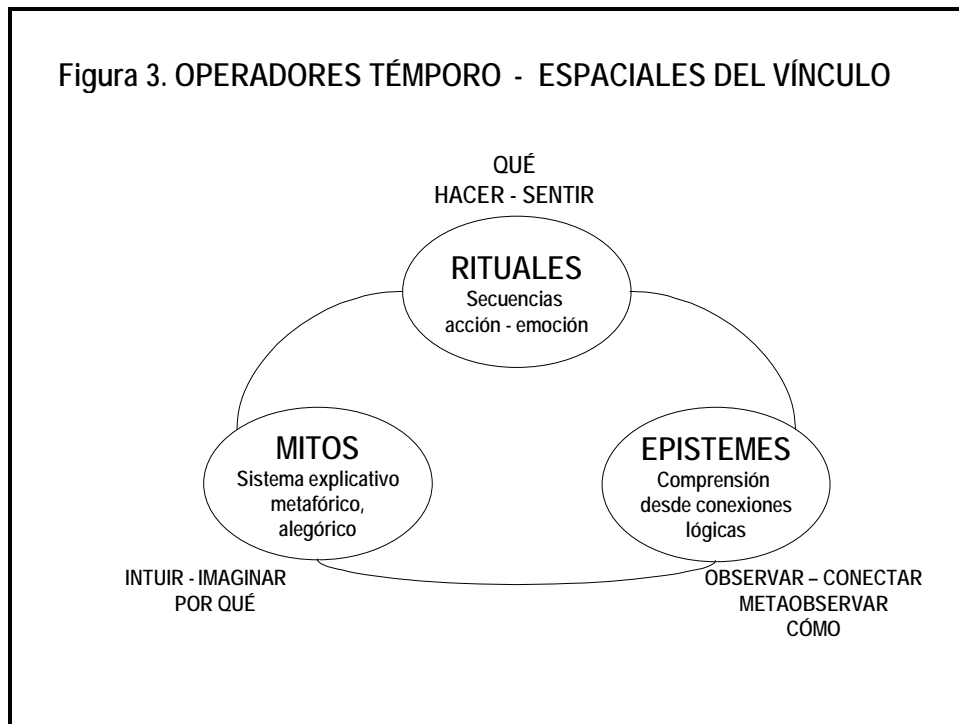 Figura 3. OPERADORES TÉMPORO - ESPACIALES DEL VÍNCULO
QUÉ
HACER - SENTIR
RITUALES
Secuencias
acción - emoción
MITOS
Sistema explicativo
metafórico,
alegórico
INTUIR - IMAGINAR
POR QUÉ
EPISTEMES
Comprensión
desde conexiones
lógicas
OBSERVAR – CONECTAR
METAOBSERVAR
CÓMO